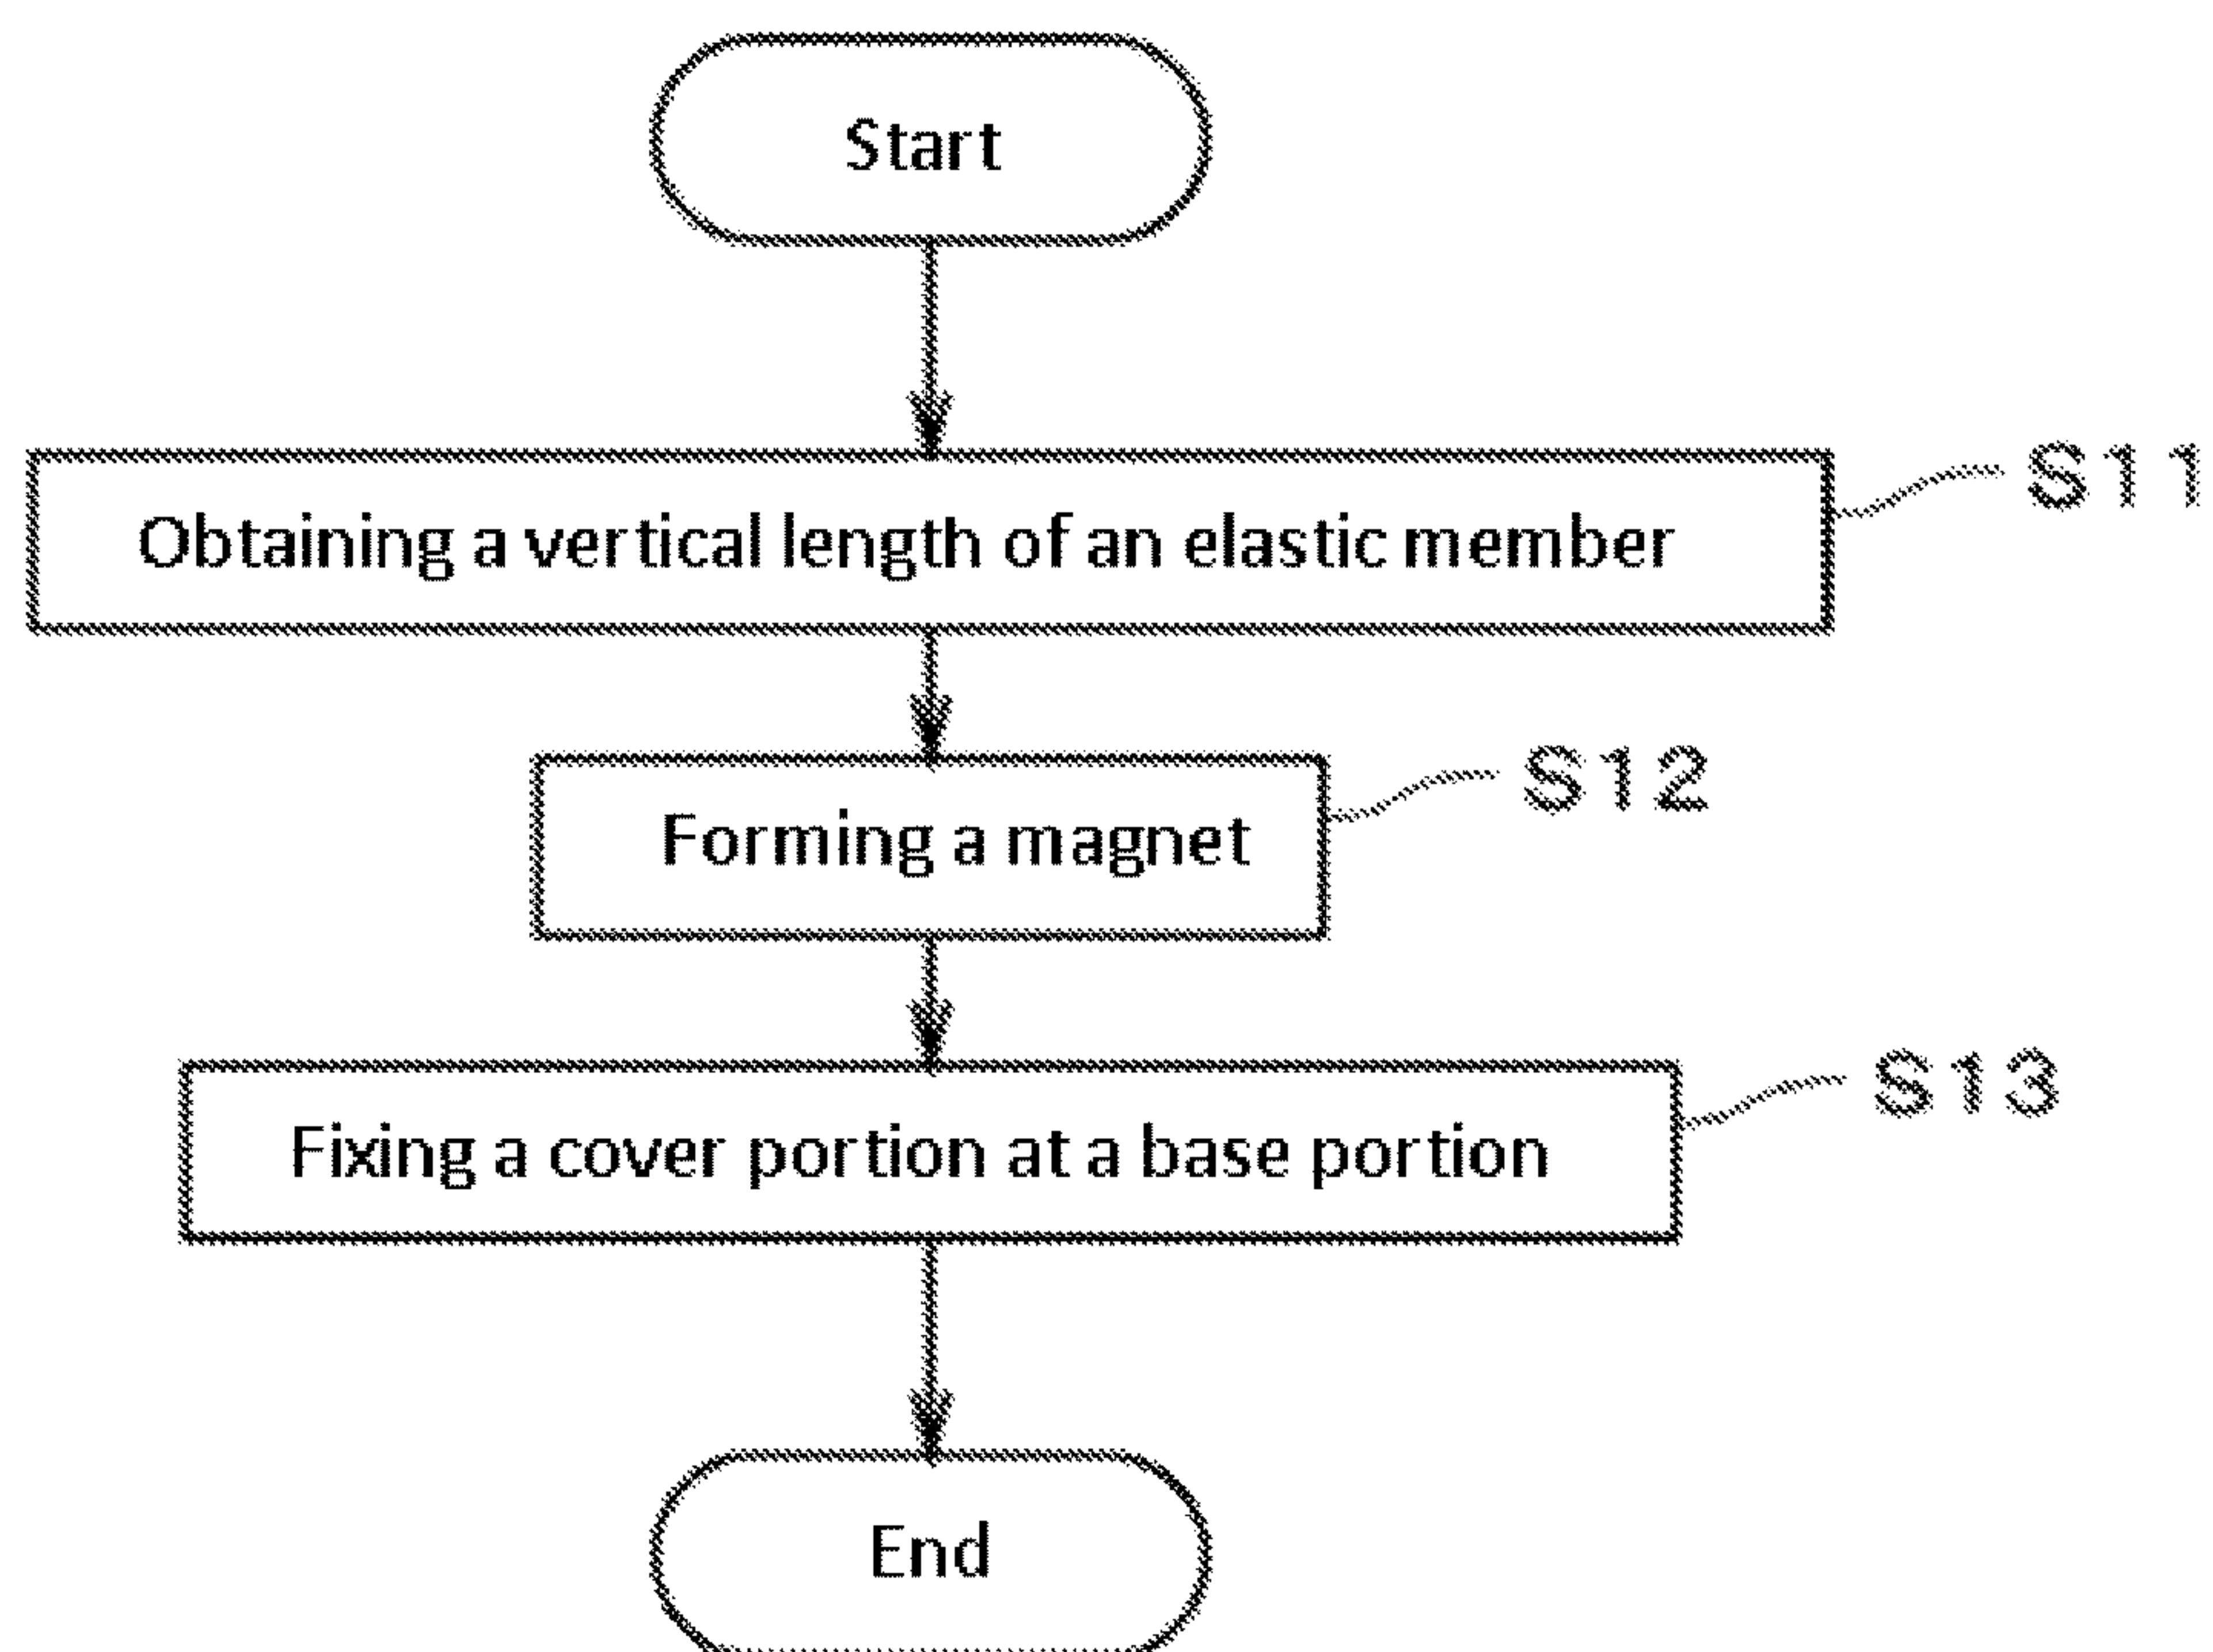 Start
Obtaining a vertical length of an elastic member
S11
Forming a magnet
S12
Fixing a cover portion at a base portion
S13
End